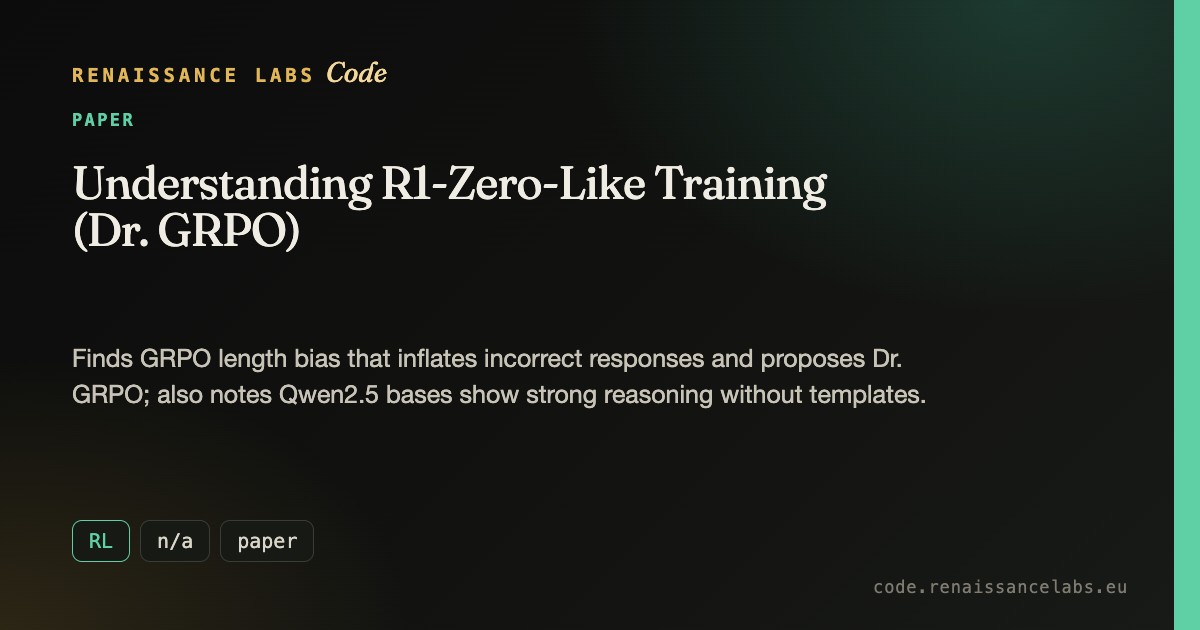 RENAISSANCE LABS Code
PAPER
Understanding R1-Zero-Like Training
(Dr. GRPO)
Finds GRPO length bias that inflates incorrect responses and proposes Dr.
GRPO; also notes Qwen2.5 bases show strong reasoning without templates.
RL n/a paper
code.renaissancelabs.eu